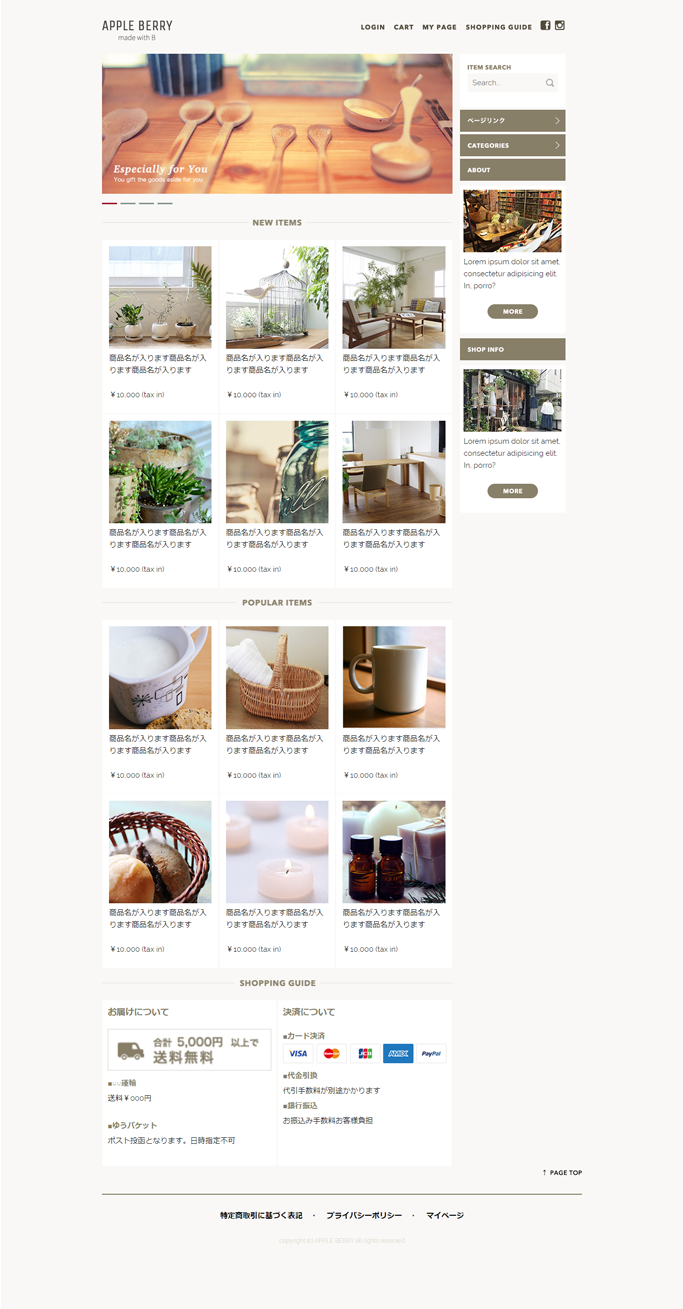 APPLE BERRY
made with B
LOGIN CART MY PAGE SHOPPING GUIDE
Especially for You
You gift the goods aside for you
ITEM SEARCH
Search..
ページリンク
CATEGORIES
ABOUT
Lorem ipsum dolor sit amet,
consectetur adipisicing elit.
In, porro?
MORE
SHOP INFO
Lorem ipsum dolor sit amet,
consectetur adipisicing elit.
In, porro?
MORE
NEW ITEMS
商品名が入ります商品名が入
ります商品名が入ります
¥10,000 (tax in)
商品名が入ります商品名が入
ります商品名が入ります
¥10,000 (tax in)
商品名が入ります商品名が入
ります商品名が入ります
¥10,000 (tax in)
商品名が入ります商品名が入
ります商品名が入ります
¥10,000 (tax in)
商品名が入ります商品名が入
ります商品名が入ります
¥10,000 (tax in)
商品名が入ります商品名が入
ります商品名が入ります
¥10,000 (tax in)
POPULAR ITEMS
商品名が入ります商品名が入
ります商品名が入ります
¥10,000 (tax in)
商品名が入ります商品名が入
ります商品名が入ります
¥10,000 (tax in)
商品名が入ります商品名が入
ります商品名が入ります
¥10,000 (tax in)
商品名が入ります商品名が入
ります商品名が入ります
¥10,000 (tax in)
商品名が入ります商品名が入
ります商品名が入ります
¥10,000 (tax in)
商品名が入ります商品名が入
ります商品名が入ります
¥10,000 (tax in)
SHOPPING GUIDE
お届けについて
合計 5,000円 以上で
送料無料
■○○運輸
送料¥000円
■ゆうパケット
ポスト投函となります。日時指定不可
決済について
■カード決済
VISA MasterCard JCB AMEX PayPal
■代金引換
代引手数料が別途かかります
■銀行振込
お振込み手数料お客様負担
↑ PAGE TOP
特定商取引に基づく表記 ・ プライバシーポリシー ・ マイページ
copyright (c) APPLE BERRY all rights reserved.